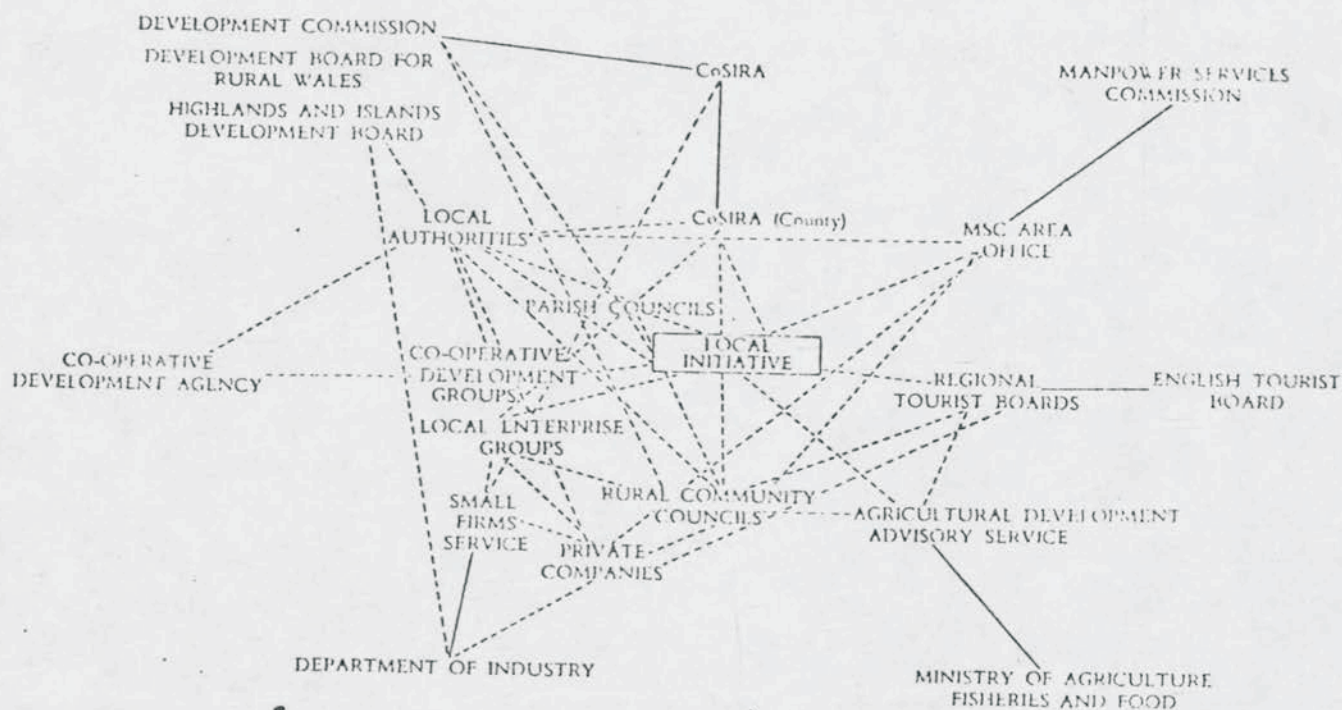 DEVELOPMENT COMMISSION
DEVELOPMENT BOARD FOR
RURAL WALES
HIGHLANDS AND ISLANDS
DEVELOPMENT BOARD
CoSIRA
MANPOWER SERVICES
COMMISSION
LOCAL
AUTHORITIES
CoSIRA (County)
MSC AREA
OFFICE
PARISH COUNCILS
LOCAL
INITIATIVE
CO-OPERATIVE
DEVELOPMENT AGENCY
CO-OPERATIVE
DEVELOPMENT
GROUPS
REGIONAL
TOURIST BOARDS
ENGLISH TOURIST
BOARD
LOCAL ENTERPRISE
GROUPS
SMALL
FIRMS
SERVICE
RURAL COMMUNITY
COUNCILS
AGRICULTURAL DEVELOPMENT
ADVISORY SERVICE
PRIVATE
COMPANIES
DEPARTMENT OF INDUSTRY
MINISTRY OF AGRICULTURE
FISHERIES AND FOOD